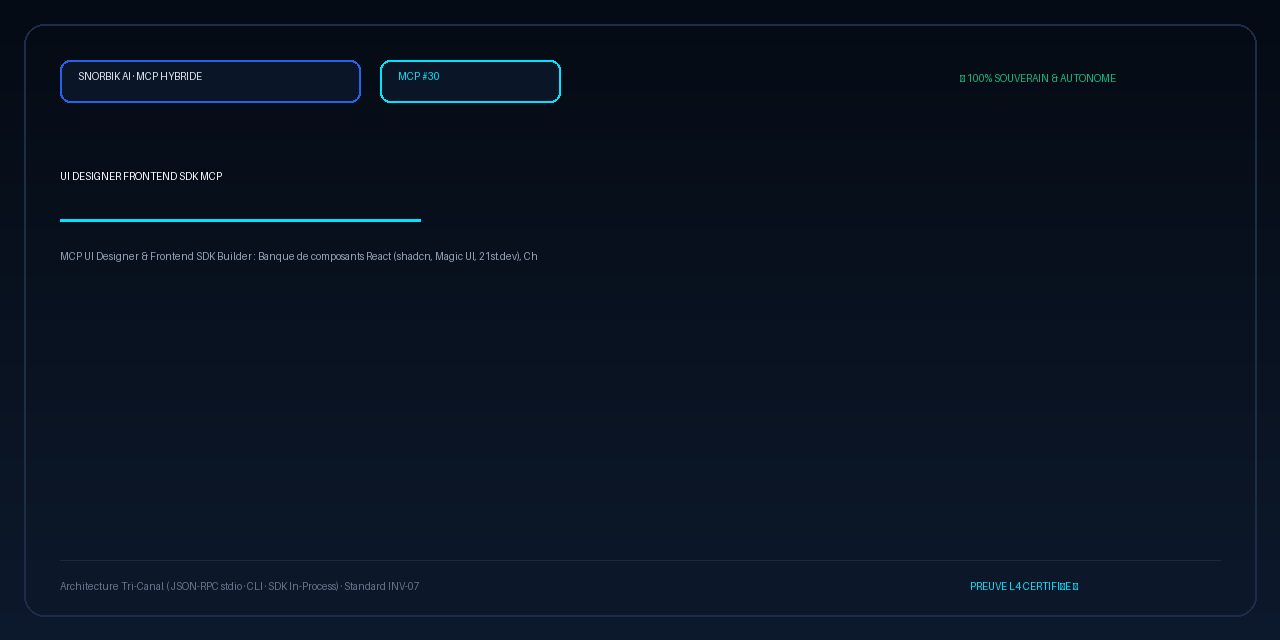 SNORBIK AI · MCP HYBRIDE
MCP #30
100% SOUVERAIN & AUTONOME
UI DESIGNER FRONTEND SDK MCP
MCP UI Designer & Frontend SDK Builder : Banque de composants React (shadcn, Magic UI, 21st.dev), Ch
Architecture Tri-Canal (JSON-RPC stdio · CLI · SDK In-Process) · Standard INV-07
PREUVE L4 CERTIFI▯E ▯